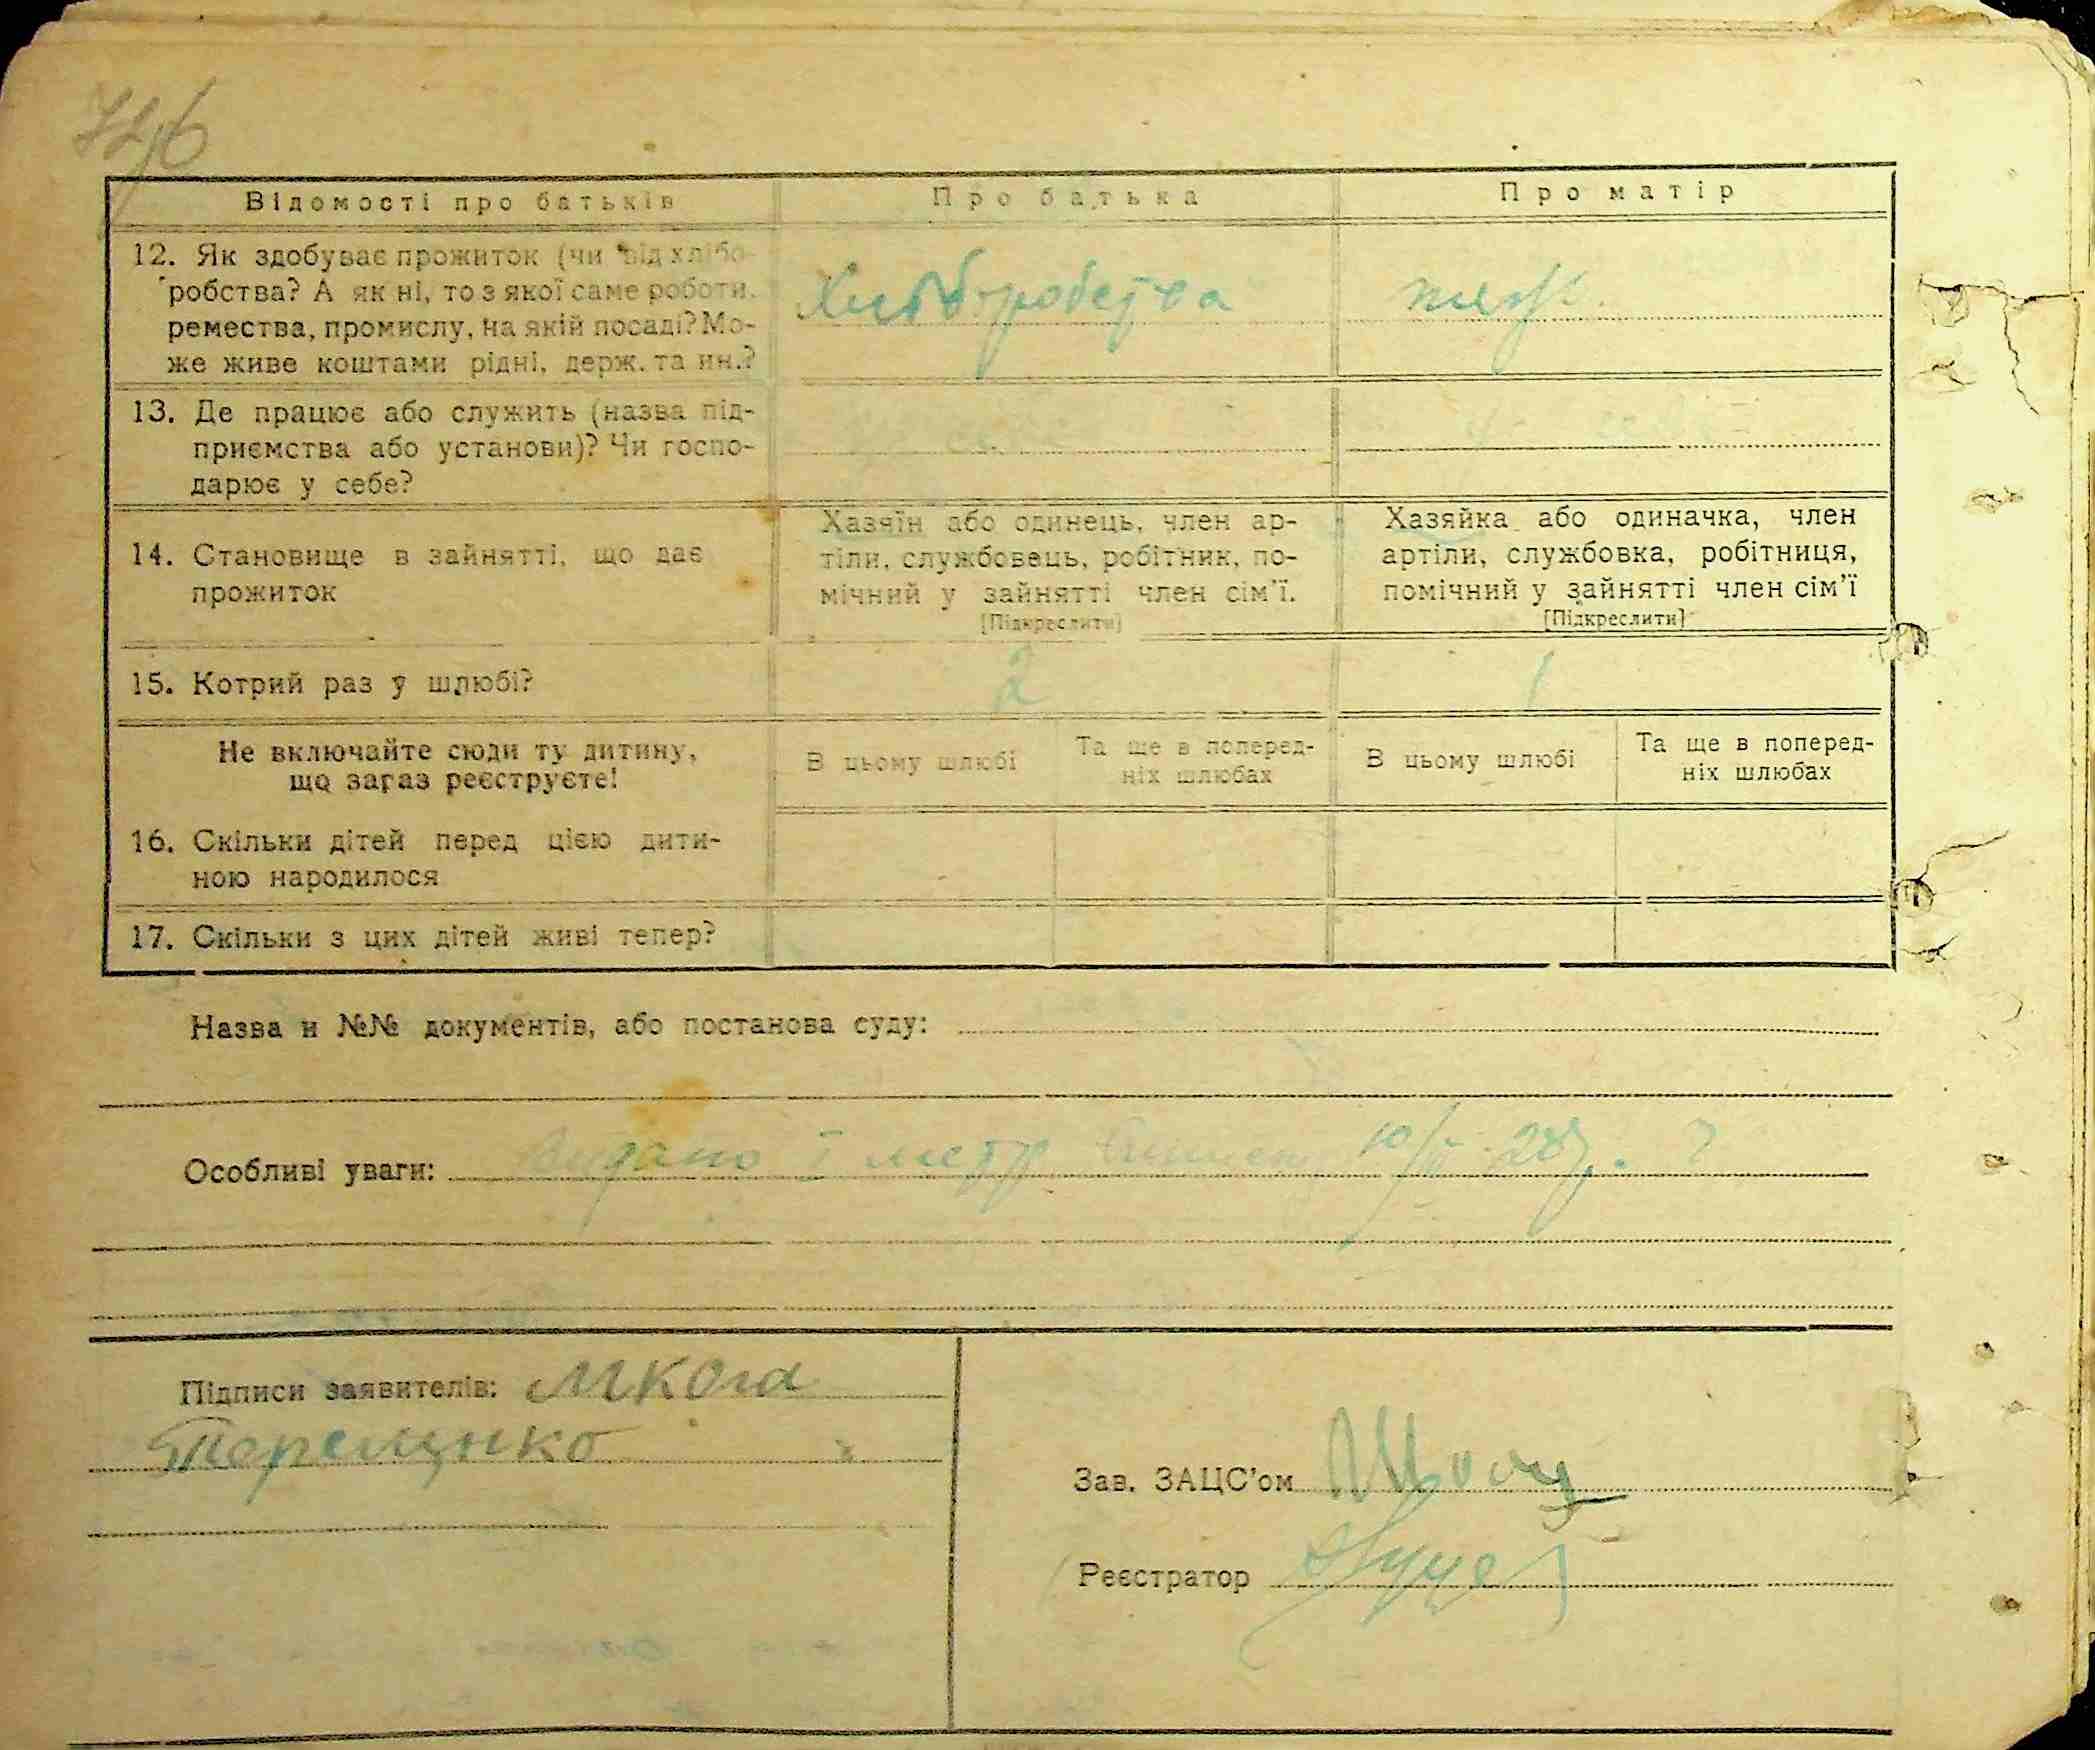 Відомості про батьків
Про батька
Про матір
12. Як здобуває прожиток (чи від хлібо-
робства? А як ні, то з якої саме роботи,
ремества, промислу, на якій посаді? Мо-
же живе коштами рідні, держ. та ин.?
13. Де працює або служить (назва під-
приємства або установи)? Чи госпо-
дарює у себе?
14. Становище в зайнятті, що дає
прожиток
Хазяїн або одинець, член ар-
тіли, службовець, робітник, по-
мічний у зайнятті член сім'ї.
[Підкреслити]
Хазяйка або одиначка, член
артіли, службовка, робітниця,
помічний у зайнятті член сім'ї
[Підкреслити]
15. Котрий раз у шлюбі?
2
1
Не включайте сюди ту дитину,
що зараз реєструєте!
В цьому шлюбі
Та ще в поперед-
ніх шлюбах
В цьому шлюбі
Та ще в поперед-
ніх шлюбах
16. Скільки дітей перед цією дити-
ною народилося
17. Скільки з цих дітей живі тепер?
Назва и №№ документів, або постанова суду:
Особливі уваги: Видано
Підписи заявителів:
Зав. ЗАЦС'ом
Реєстратор